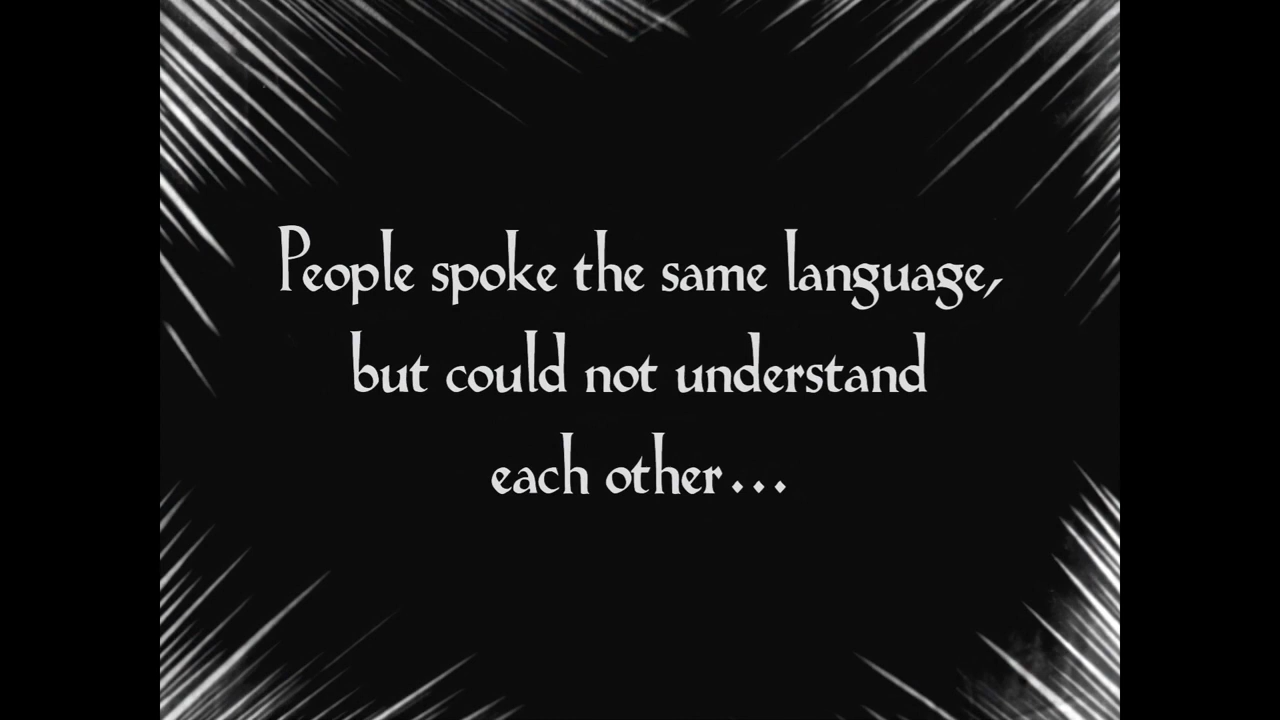 People spoke the same language,
but could not understand
each other...